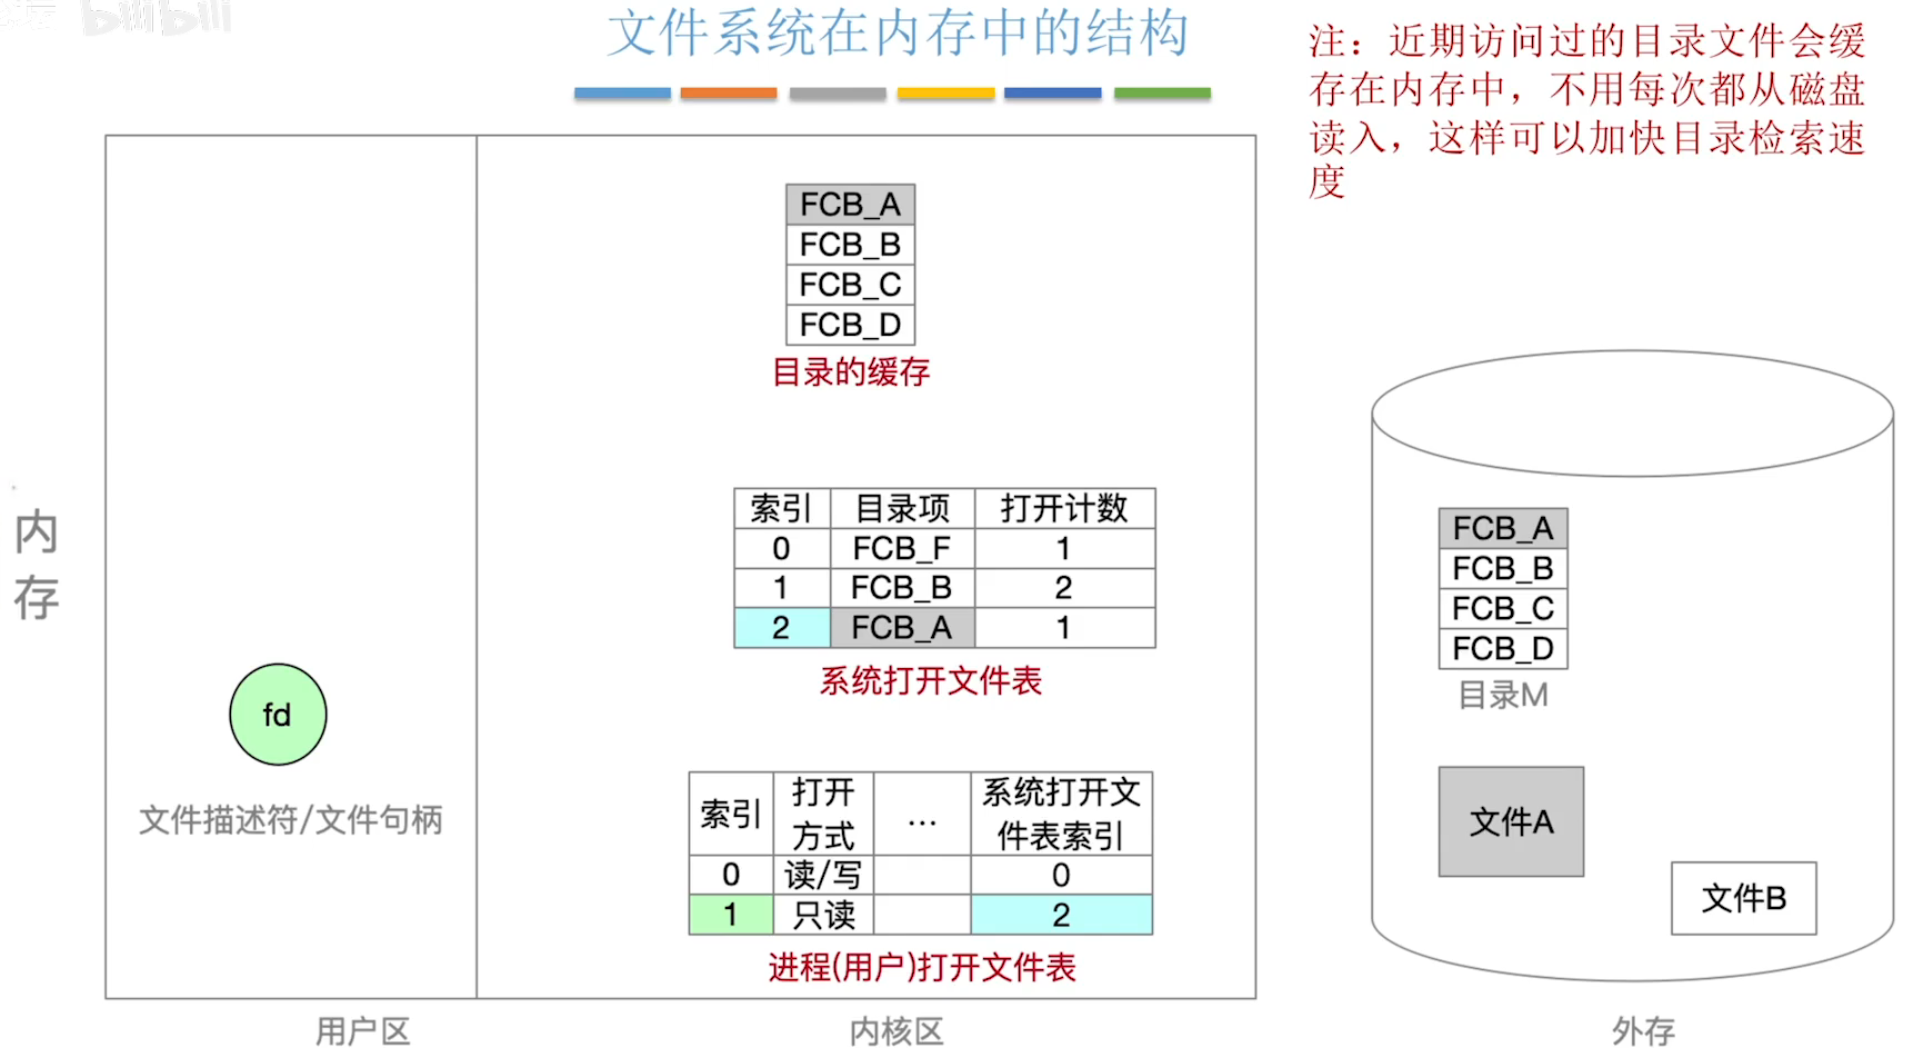 bilibili
文件系统在内存中的结构
注：近期访问过的目录文件会缓
存在内存中，不用每次都从磁盘
读入，这样可以加快目录检索速
度
FCB_A
FCB_B
FCB_C
FCB_D
目录的缓存
内
存
索引 目录项 打开计数
0 FCB_F 1
1 FCB_B 2
2 FCB_A 1
系统打开文件表
fd
文件描述符/文件句柄
索引 打开方式 ... 系统打开文件表索引
0 读/写 0
1 只读 2
进程(用户)打开文件表
FCB_A
FCB_B
FCB_C
FCB_D
目录M
文件A
文件B
用户区
内核区
外存